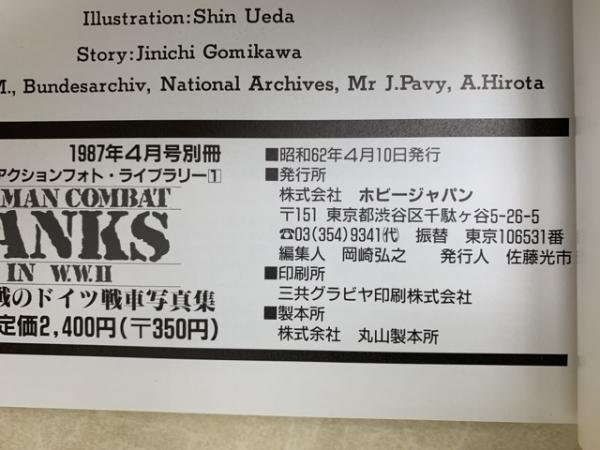 Illustration:Shin Ueda
Story:Jinichi Gomikawa
M., Bundesarchiv, National Archives, Mr J.Pavy, A.Hirota
1987年4月号別冊
アクションフォト・ライブラリー1
MAN COMBAT
ANKS
IN W.W.II
戦のドイツ戦車写真集
定価2,400円(〒350円)
■昭和62年4月10日発行
■発行所
株式会社 ホビージャパン
〒151 東京都渋谷区千駄ヶ谷5-26-5
☎03(354)9341(代) 振替 東京106531番
編集人 岡崎弘之 発行人 佐藤光市
■印刷所
三共グラビヤ印刷株式会社
■製本所
株式余社 丸山製本所